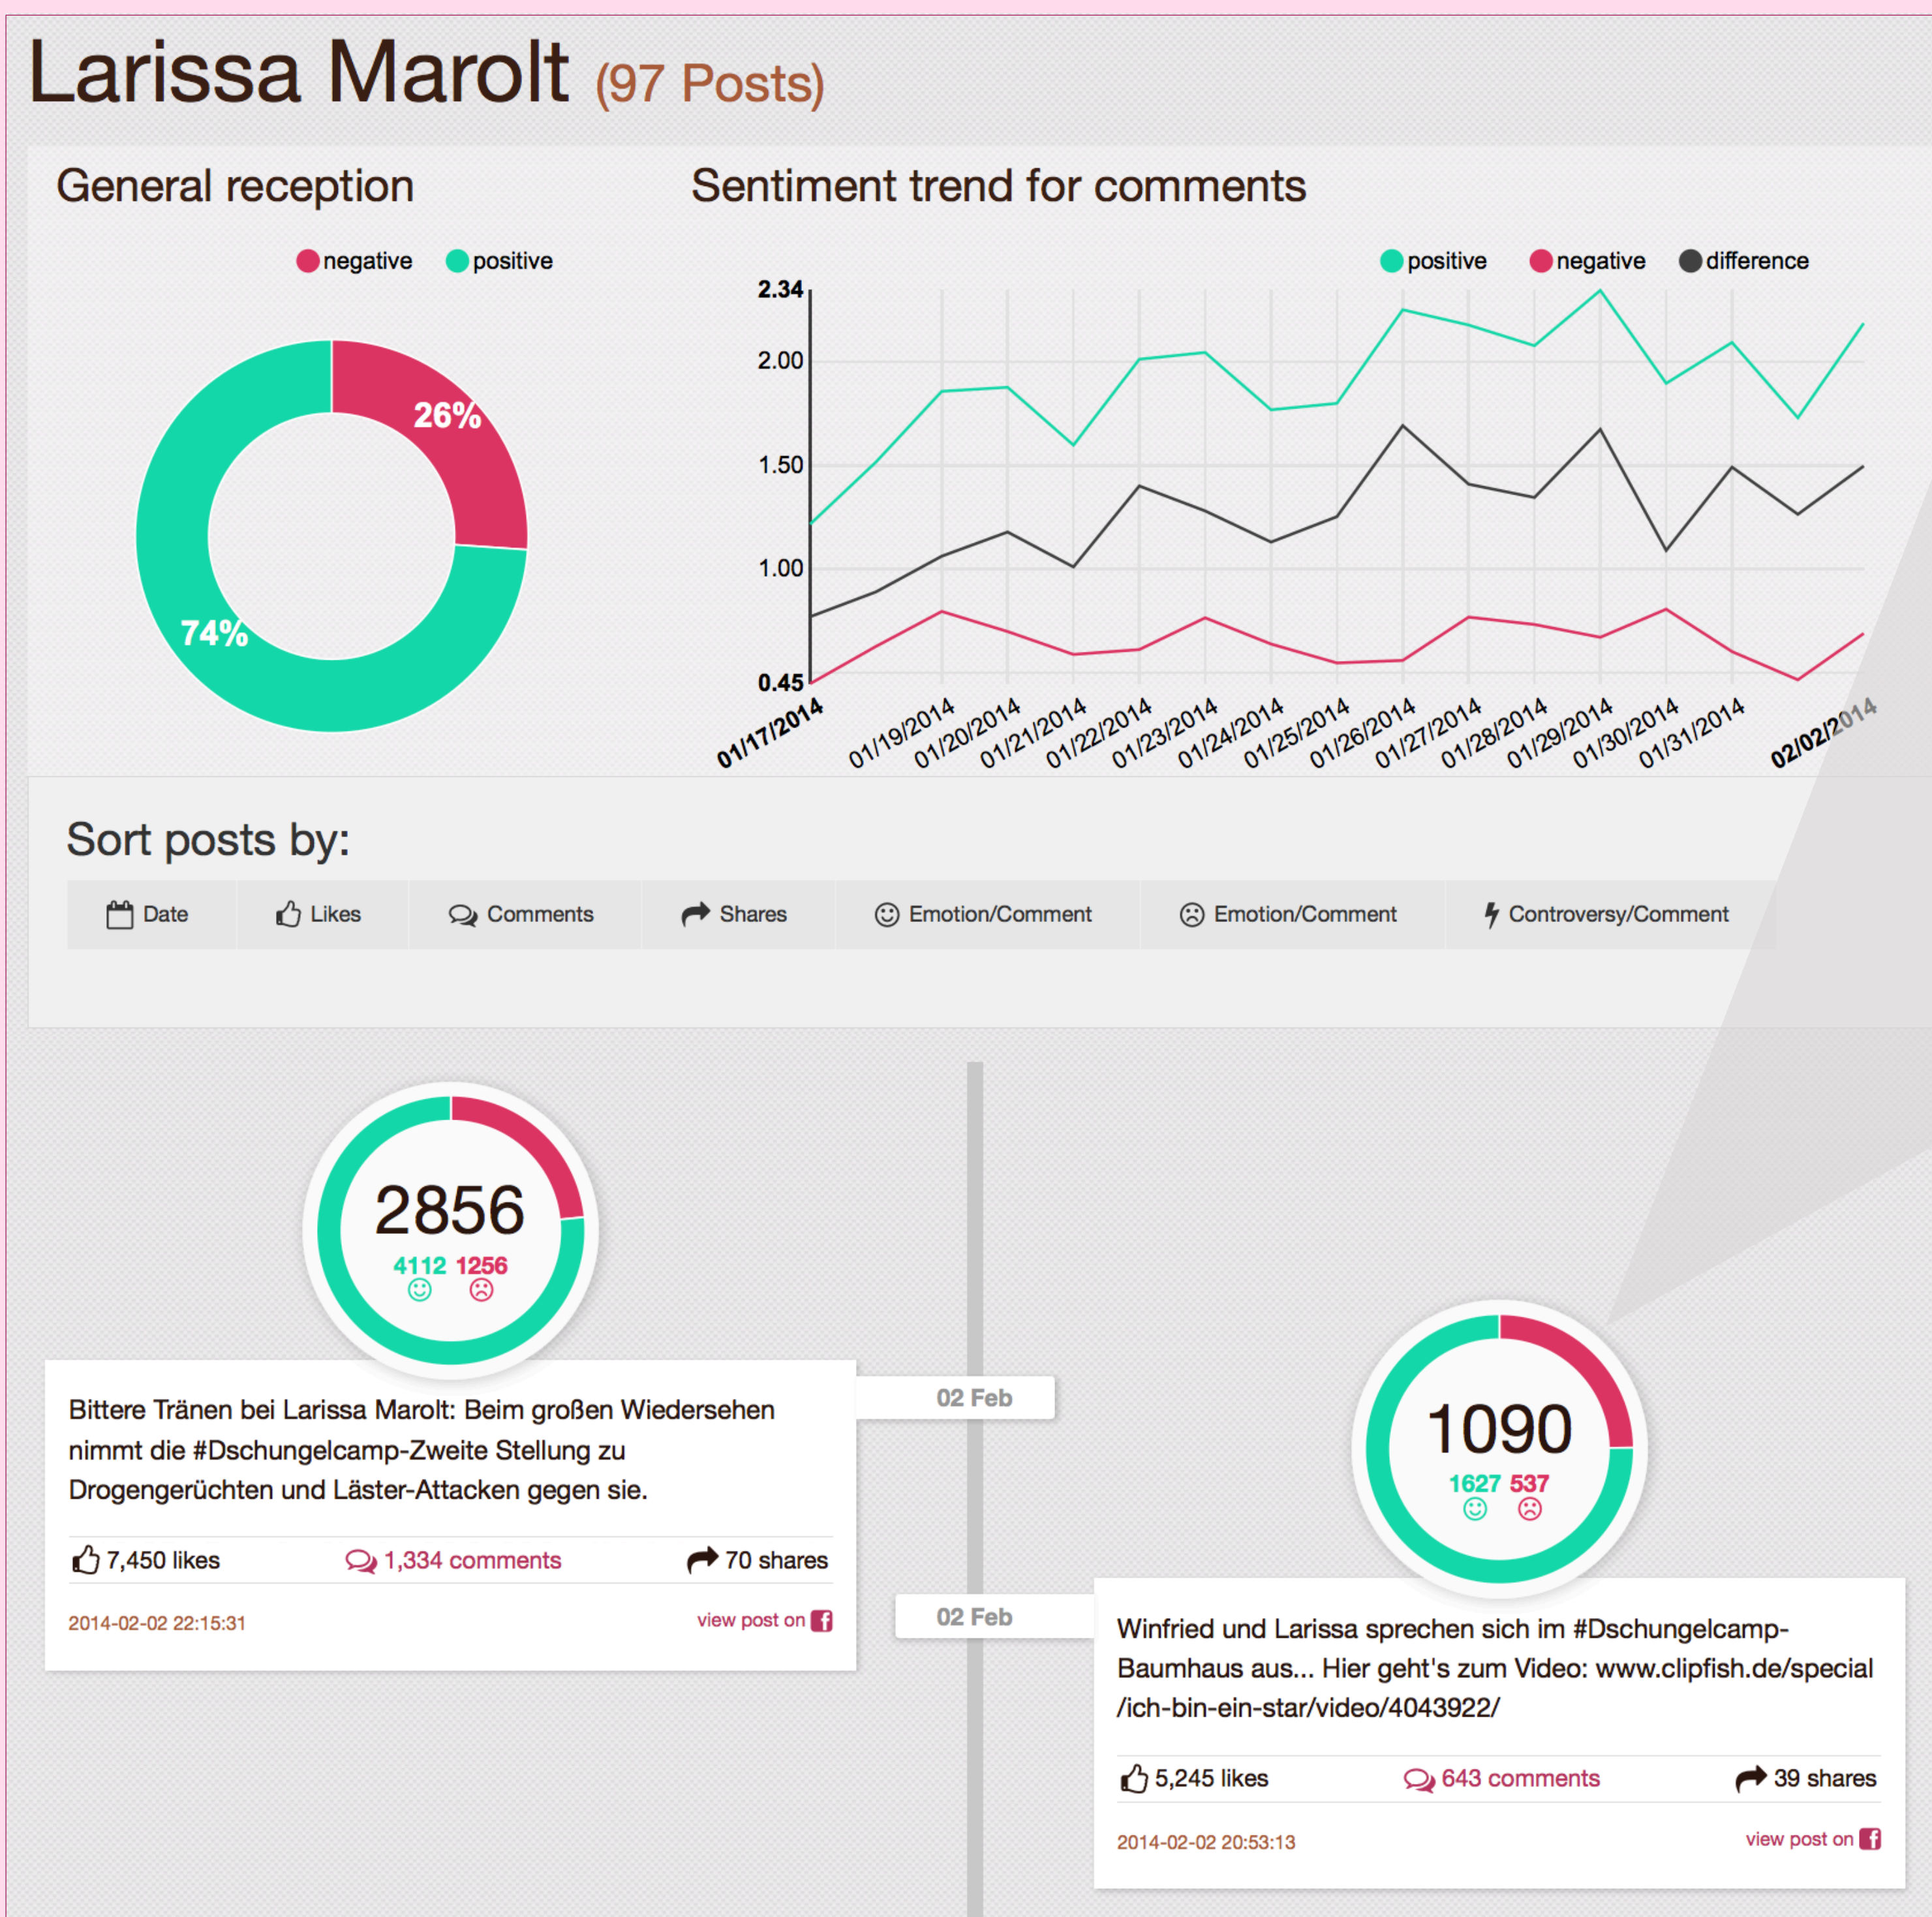 Larissa Marolt (97 Posts)
General reception
negative positive
26%
74%
Sentiment trend for comments
positive negative difference
2.34
2.00
1.50
1.00
0.45
01/17/2014
01/19/2014
01/20/2014
01/21/2014
01/22/2014
01/23/2014
01/24/2014
01/25/2014
01/26/2014
01/27/2014
01/28/2014
01/29/2014
01/30/2014
01/31/2014
02/02/2014
Sort posts by:
Date Likes Comments Shares Emotion/Comment Emotion/Comment Controversy/Comment
2856
4112 1256
02 Feb
Bittere Tränen bei Larissa Marolt: Beim großen Wiedersehen
nimmt die #Dschungelcamp-Zweite Stellung zu
Drogengerüchten und Läster-Attacken gegen sie.
7,450 likes 1,334 comments 70 shares
2014-02-02 22:15:31 view post on f
1090
1627 537
02 Feb
Winfried und Larissa sprechen sich im #Dschungelcamp-
Baumhaus aus... Hier geht's zum Video: www.clipfish.de/special
/ich-bin-ein-star/video/4043922/
5,245 likes 643 comments 39 shares
2014-02-02 20:53:13 view post on f